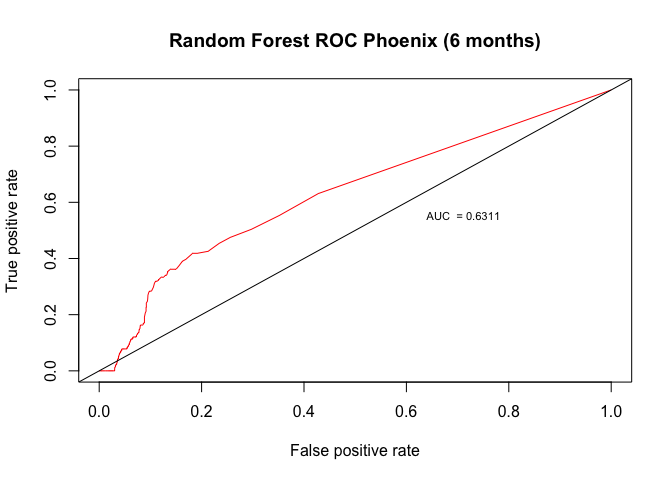 Random Forest ROC Phoenix (6 months)
True positive rate
1.0
0.8
0.6
0.4
0.2
0.0
AUC  = 0.6311
0.0 0.2 0.4 0.6 0.8 1.0
False positive rate